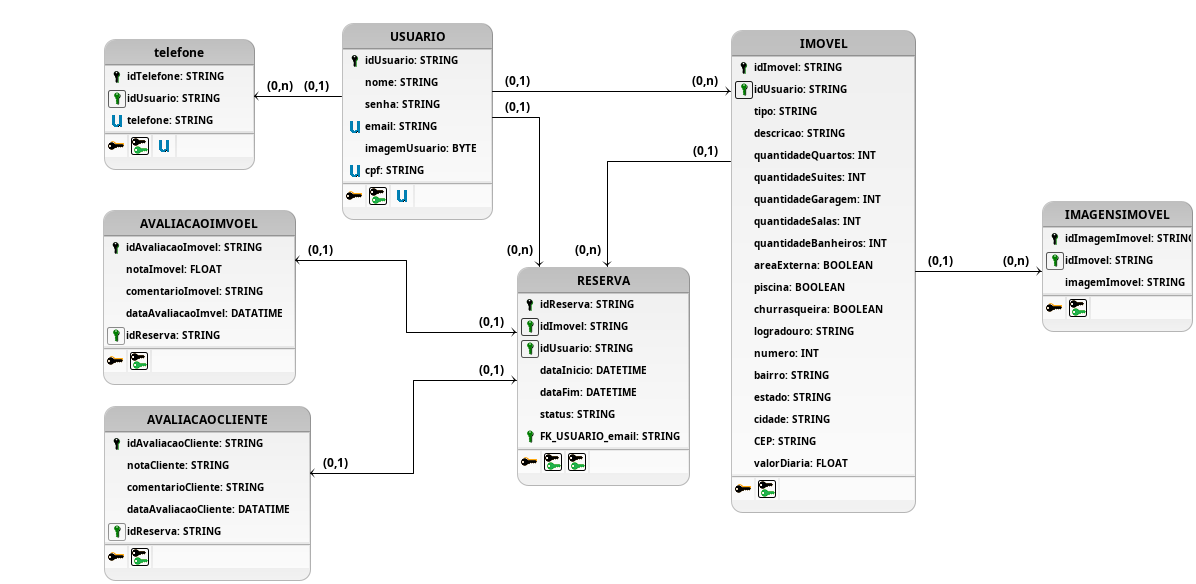 telefone
idTelefone: STRING
idUsuario: STRING
telefone: STRING
(0,n)
(0,1)
USUARIO
idUsuario: STRING
nome: STRING
senha: STRING
email: STRING
imagemUsuario: BYTE
cpf: STRING
(0,1)
(0,n)
(0,1)
(0,n)
IMOVEL
idImovel: STRING
idUsuario: STRING
tipo: STRING
descricao: STRING
quantidadeQuartos: INT
quantidadeSuites: INT
quantidadeGaragem: INT
quantidadeSalas: INT
quantidadeBanheiros: INT
areaExterna: BOOLEAN
piscina: BOOLEAN
churrasqueira: BOOLEAN
logradouro: STRING
numero: INT
bairro: STRING
estado: STRING
cidade: STRING
CEP: STRING
valorDiaria: FLOAT
(0,1)
(0,n)
(0,1)
(0,n)
IMAGENSIMOVEL
idImagemImovel: STRING
idImovel: STRING
imagemImovel: STRING
AVALIACAOIMVOEL
idAvaliacaoImovel: STRING
notaImovel: FLOAT
comentarioImovel: STRING
dataAvaliacaoImvel: DATATIME
idReserva: STRING
(0,1)
(0,1)
RESERVA
idReserva: STRING
idImovel: STRING
idUsuario: STRING
dataInicio: DATETIME
dataFim: DATETIME
status: STRING
FK_USUARIO_email: STRING
(0,1)
(0,1)
AVALIACAOCLIENTE
idAvaliacaoCliente: STRING
notaCliente: STRING
comentarioCliente: STRING
dataAvaliacaoCliente: DATATIME
idReserva: STRING